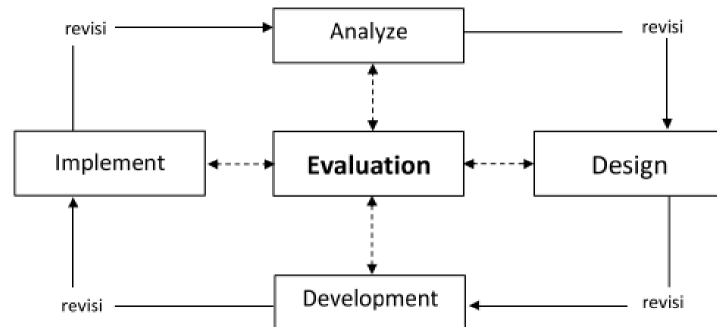 revisi
Analyze
revisi
Implement
Evaluation
Design
revisi
Development
revisi